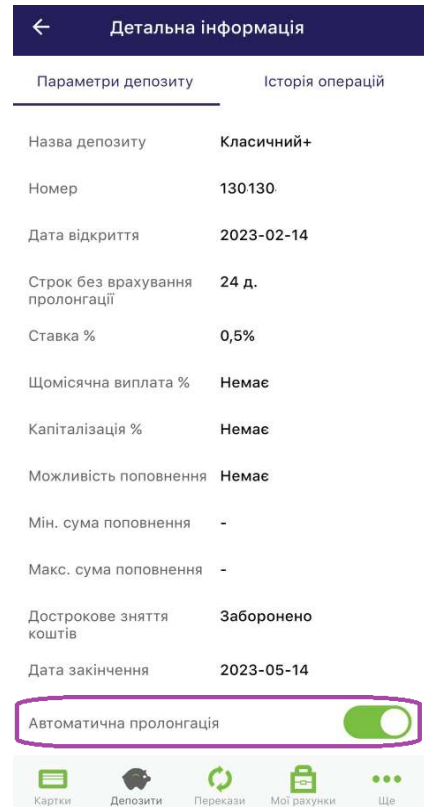 Детальна інформація
Параметри депозиту Історія операцій
Назва депозиту Класичний+
Номер 130130
Дата відкриття 2023-02-14
Строк без врахування 24 д.
пролонгації
Ставка % 0,5%
Щомісячна виплата % Немає
Капіталізація % Немає
Можливість поповнення Немає
Мін. сума поповнення -
Макс. сума поповнення -
Дострокове зняття Заборонено
коштів
Дата закінчення 2023-05-14
Автоматична пролонгація
Картки Депозити Перекази Мої рахунки Ще